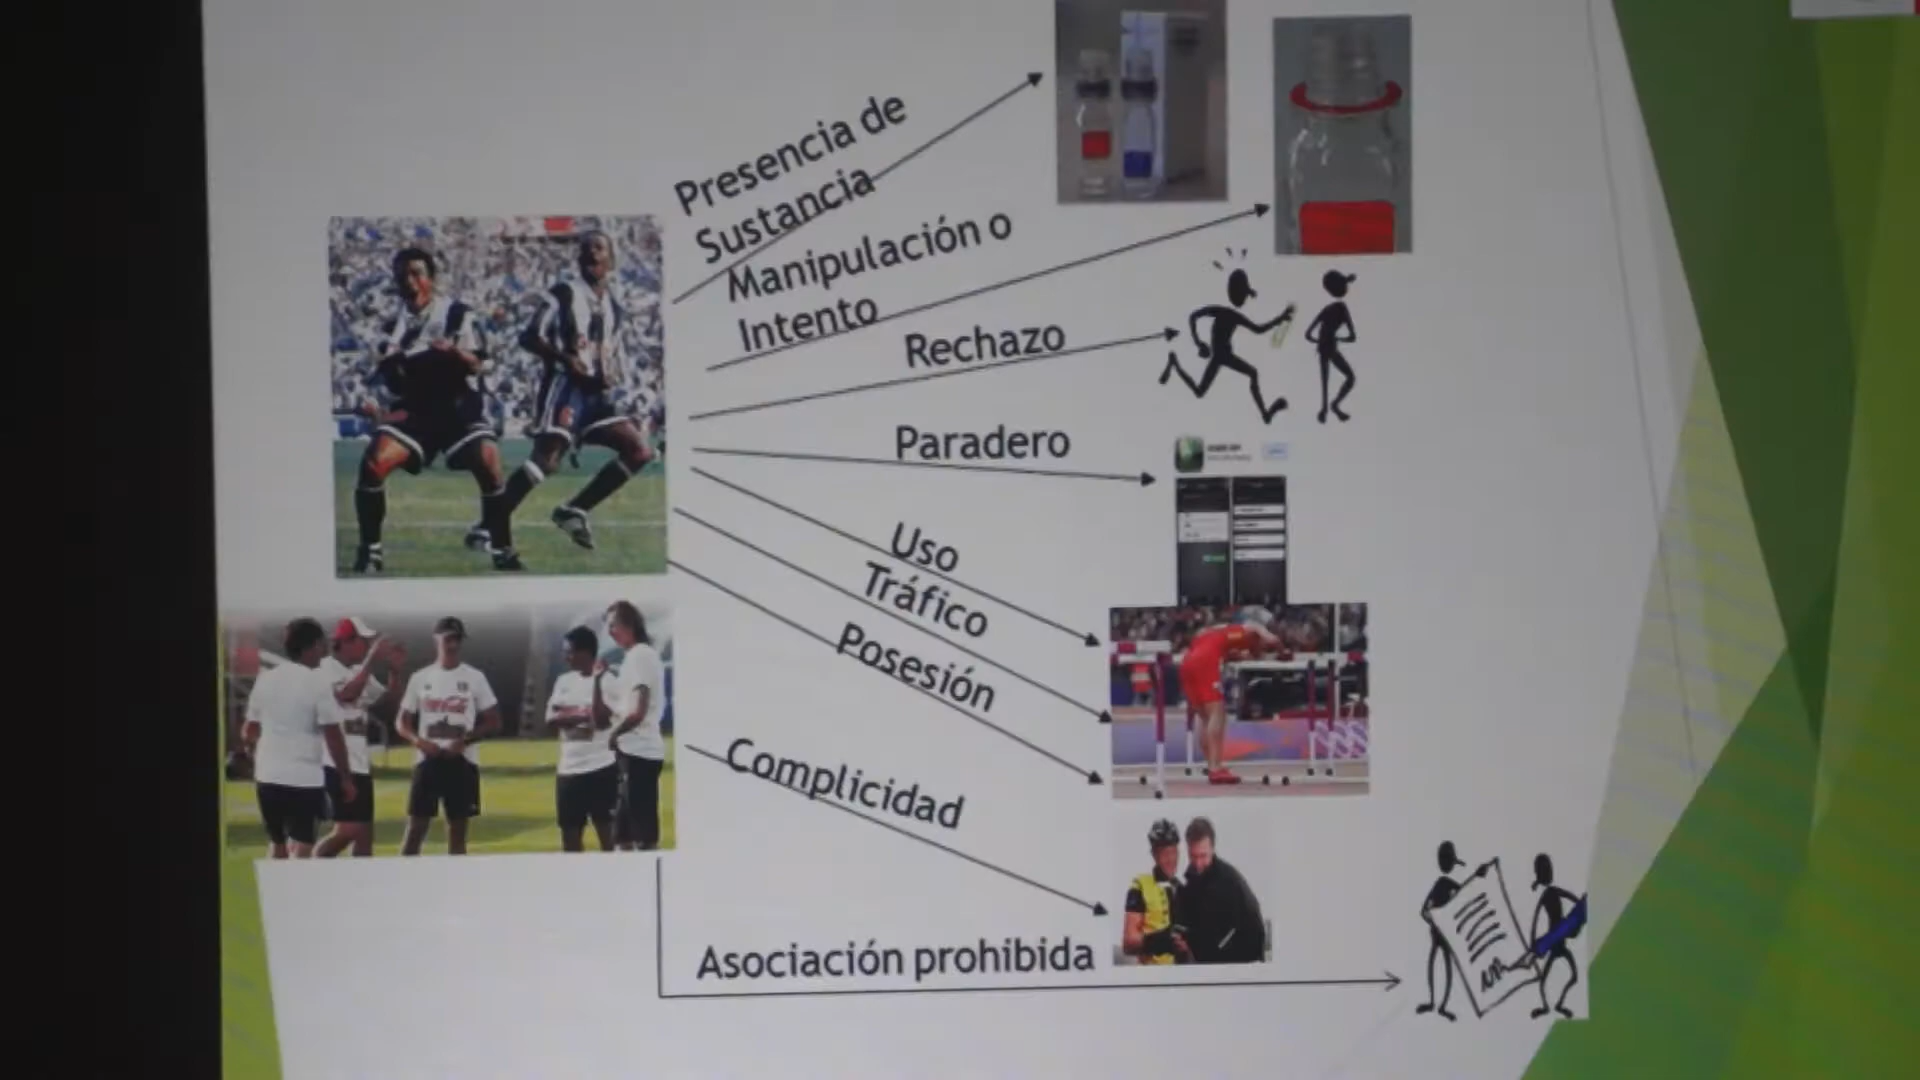 Presencia de
Sustancia
Manipulación o
Intento
Rechazo
Paradero
Uso
Tráfico
Posesión
Complicidad
Asociación prohibida